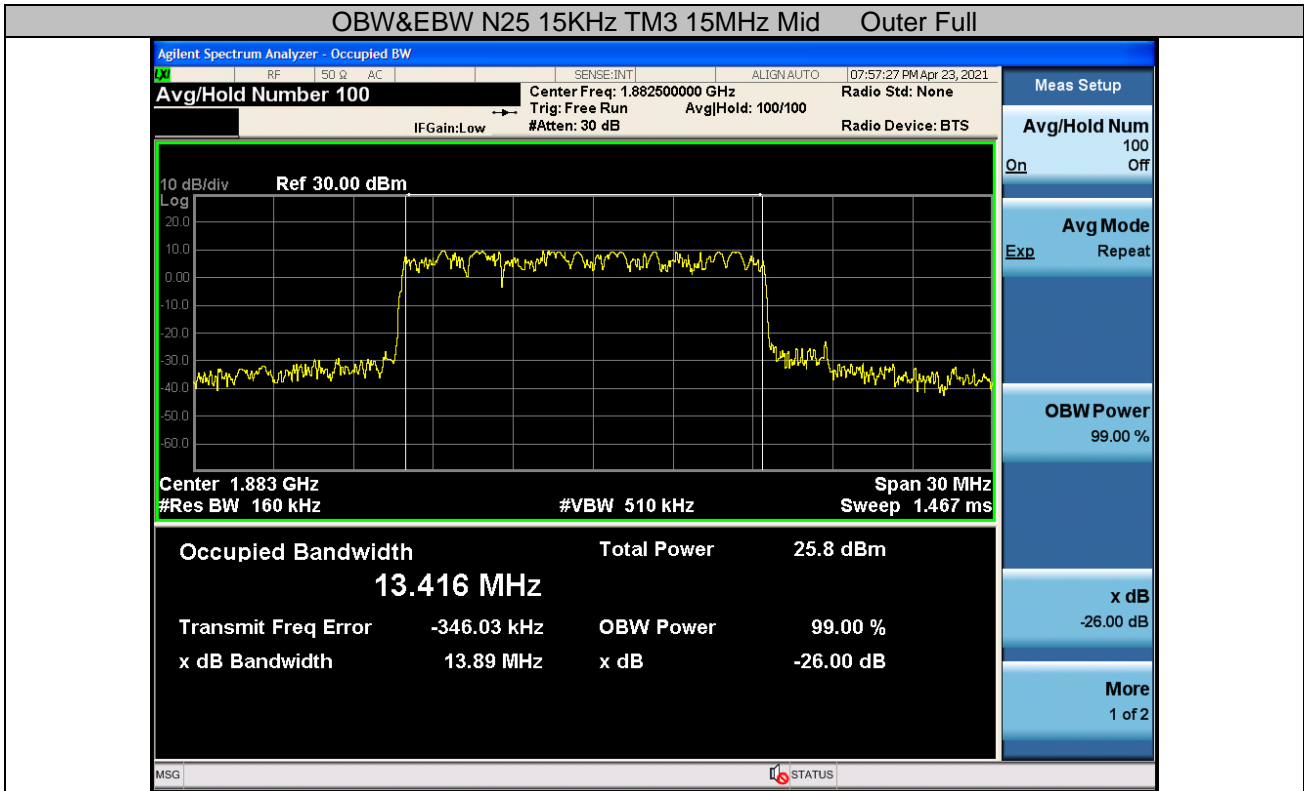 OBW&EBW N25 15KHz TM3 15MHz Mid Outer Full
Agilent Spectrum Analyzer - Occupied BW
LXI RF 50 Ω AC SENSE:INT ALIGN AUTO 07:57:27 PM Apr 23, 2021
Avg/Hold Number 100
Center Freq: 1.882500000 GHz Radio Std: None
Trig: Free Run Avg|Hold: 100/100
IFGain:Low #Atten: 30 dB Radio Device: BTS
10 dB/div Ref 30.00 dBm
Log
20.0
10.0
0.00
-10.0
-20.0
-30.0
-40.0
-50.0
-60.0
Center 1.883 GHz Span 30 MHz
#Res BW 160 kHz #VBW 510 kHz Sweep 1.467 ms
Occupied Bandwidth Total Power 25.8 dBm
13.416 MHz
Transmit Freq Error -346.03 kHz OBW Power 99.00 %
x dB Bandwidth 13.89 MHz x dB -26.00 dB
Meas Setup
Avg/Hold Num
100
On Off
Avg Mode
Exp Repeat
OBW Power
99.00 %
x dB
-26.00 dB
More
1 of 2
MSG STATUS